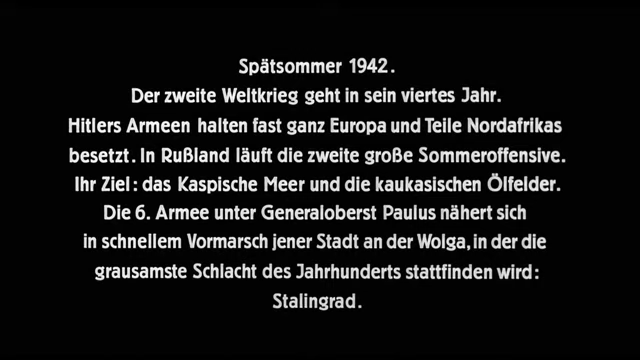 Spätsommer 1942.
Der zweite Weltkrieg geht in sein viertes Jahr.
Hitlers Armeen halten fast ganz Europa und Teile Nordafrikas
besetzt. In Rußland läuft die zweite große Sommeroffensive.
Ihr Ziel: das Kaspische Meer und die kaukasischen Ölfelder.
Die 6. Armee unter Generaloberst Paulus nähert sich
in schnellem Vormarsch jener Stadt an der Wolga, in der die
grausamste Schlacht des Jahrhunderts stattfinden wird:
Stalingrad.